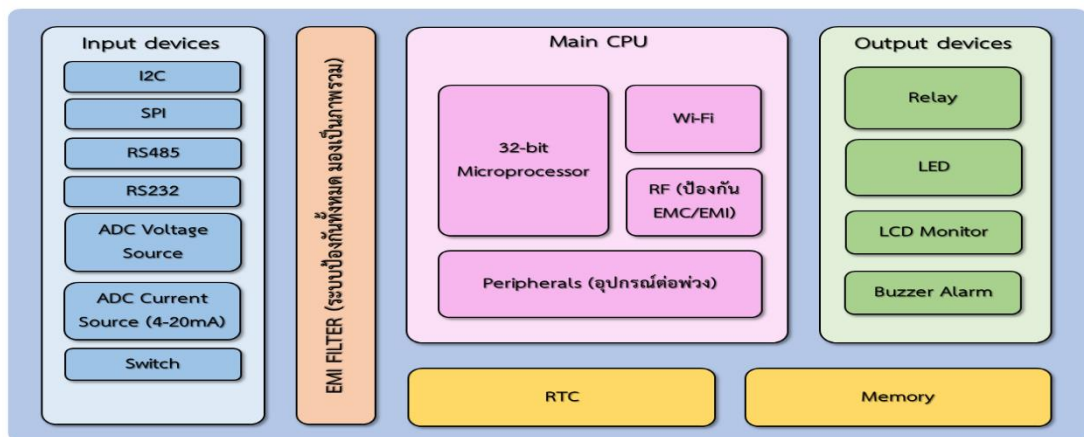 Input devices
I2C
SPI
RS485
RS232
ADC Voltage
Source
ADC Current
Source (4-20mA)
Switch
EMI FILTER (ระบบป้องกันทั้งหมด มองเป็นภาพรวม)
Main CPU
32-bit
Microprocessor
Wi-Fi
RF (ป้องกัน
EMC/EMI)
Peripherals (อุปกรณ์ต่อพ่วง)
Output devices
Relay
LED
LCD Monitor
Buzzer Alarm
RTC
Memory